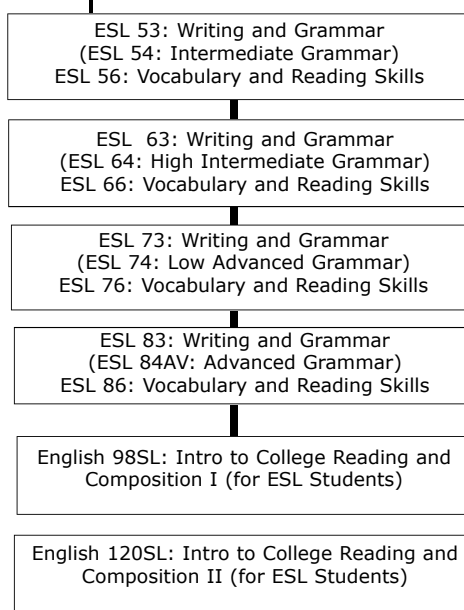 ESL 53: Writing and Grammar
(ESL 54: Intermediate Grammar)
ESL 56: Vocabulary and Reading Skills
ESL  63: Writing and Grammar
(ESL 64: High Intermediate Grammar)
ESL 66: Vocabulary and Reading Skills
ESL 73: Writing and Grammar
(ESL 74: Low Advanced Grammar)
ESL 76: Vocabulary and Reading Skills
ESL 83: Writing and Grammar
(ESL 84AV: Advanced Grammar)
ESL 86: Vocabulary and Reading Skills
English 98SL: Intro to College Reading and
Composition I (for ESL Students)
English 120SL: Intro to College Reading and
Composition II (for ESL Students)